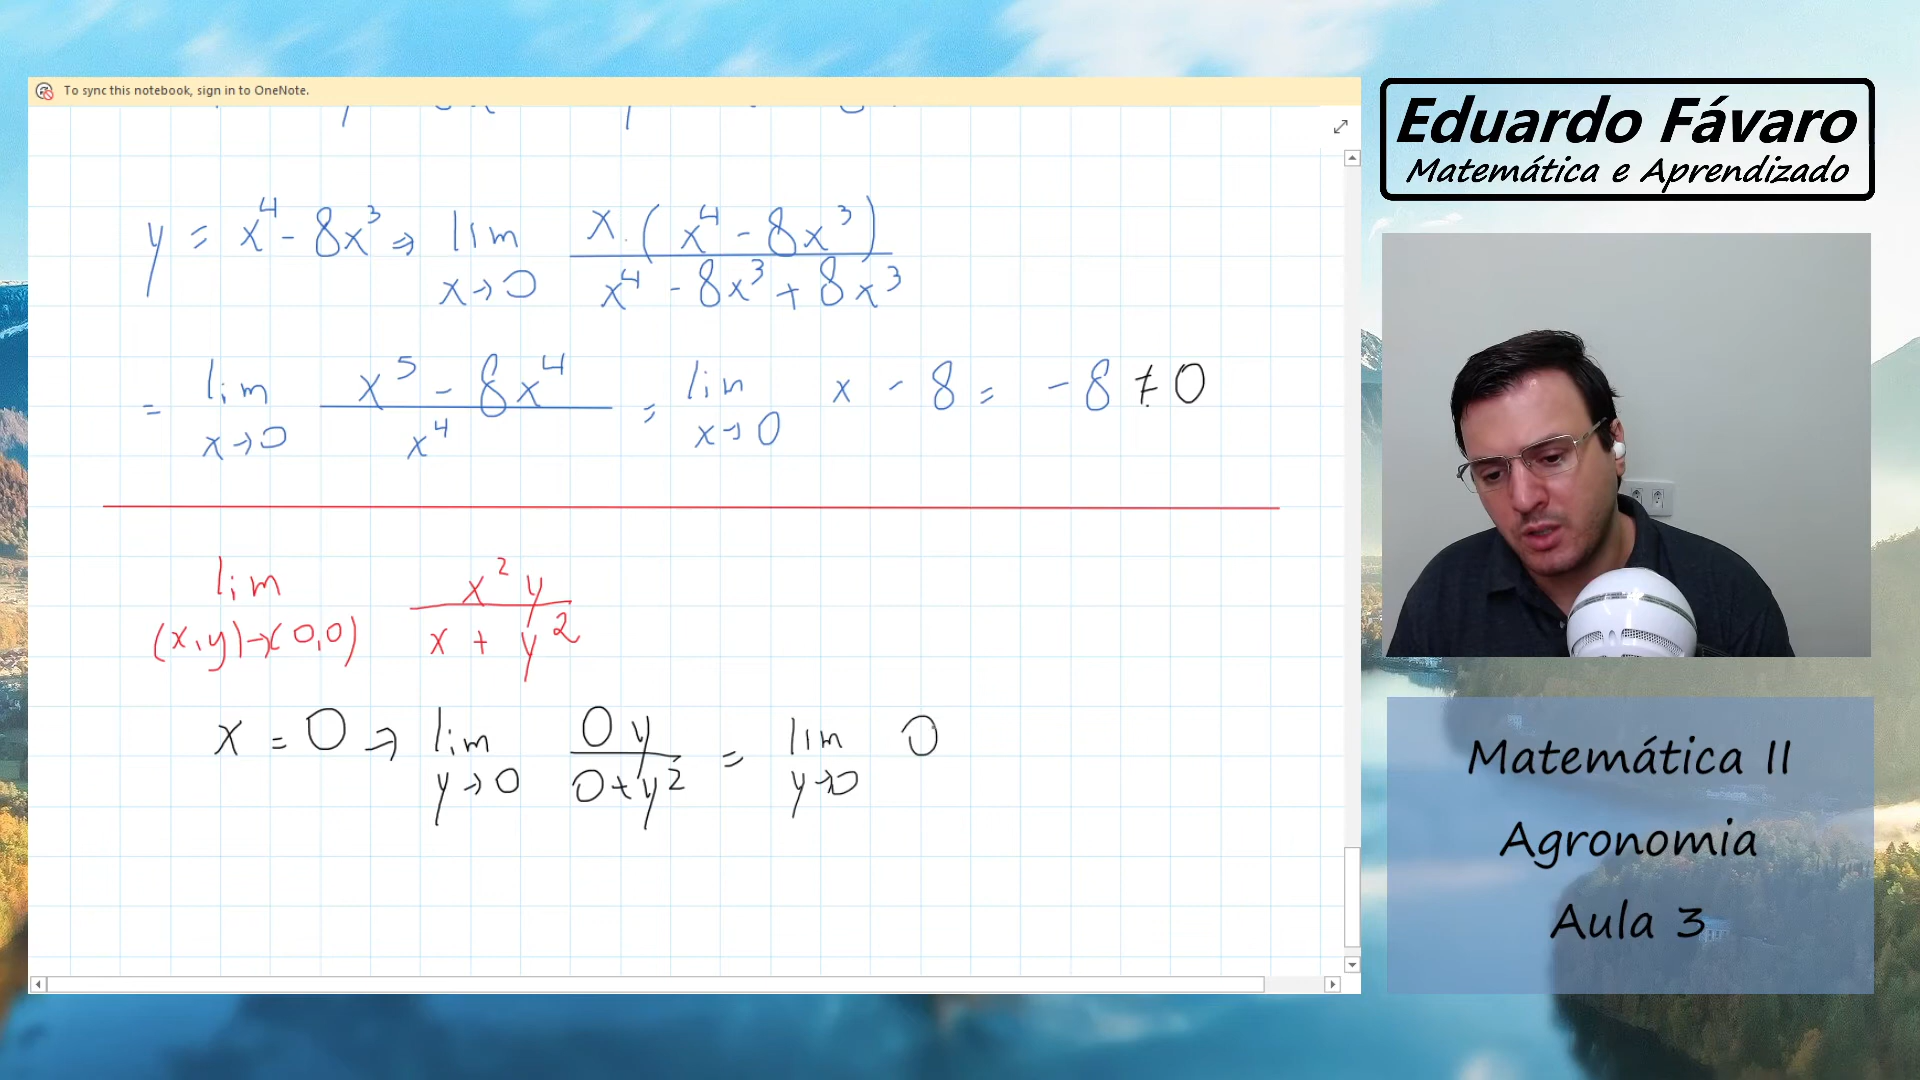 To sync this notebook, sign in to OneNote.
Eduardo Fávaro
Matemática e Aprendizado
y = x⁴ - 8x³ ⇒ lim x→0 x.(x⁴ - 8x³) / x⁴ - 8x³ + 8x³
= lim x→0 x⁵ - 8x⁴ / x⁴ = lim x→0 x - 8 = -8 ≠ 0
lim (x,y)→(0,0) x²y / x + y²
x = 0 ⇒ lim y→0 0y / 0+y² = lim y→0 0
Matemática II
Agronomia
Aula 3